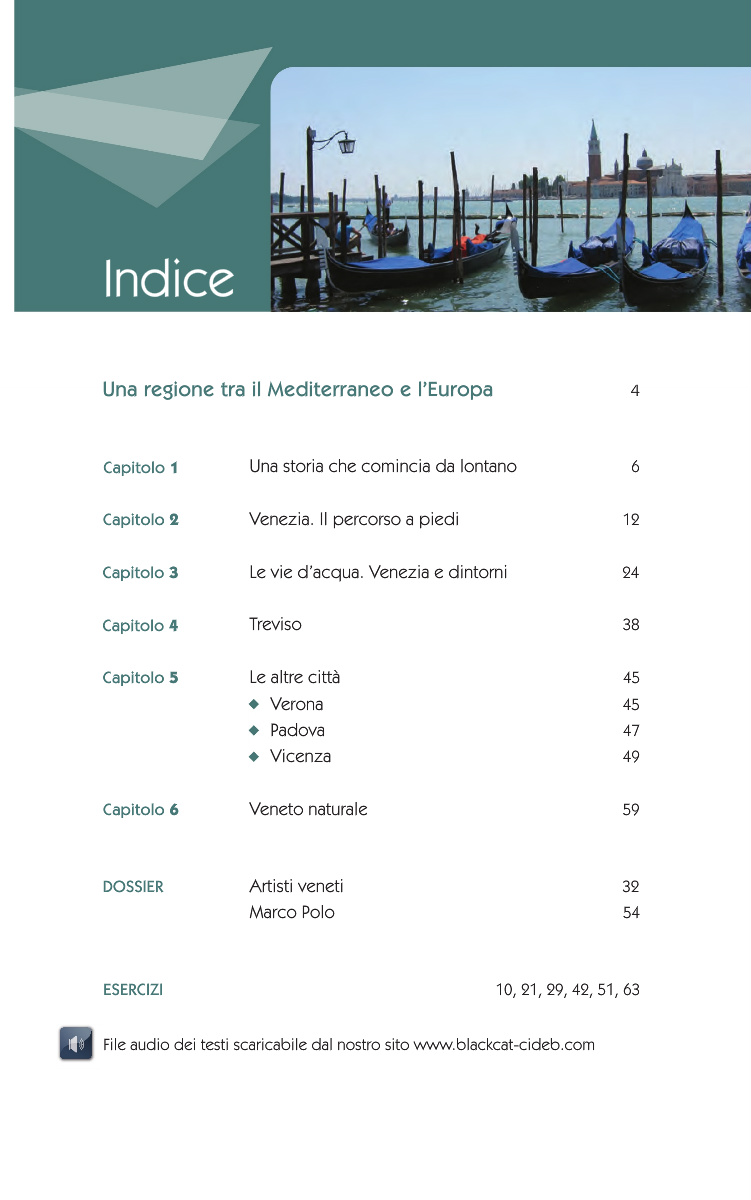 Indice
Una regione tra il Mediterraneo e l'Europa 4
Capitolo 1 Una storia che comincia da lontano 6
Capitolo 2 Venezia. Il percorso a piedi 12
Capitolo 3 Le vie d'acqua. Venezia e dintorni 24
Capitolo 4 Treviso 38
Capitolo 5 Le altre città 45
◆ Verona 45
◆ Padova 47
◆ Vicenza 49
Capitolo 6 Veneto naturale 59
DOSSIER Artisti veneti 32
Marco Polo 54
ESERCIZI 10, 21, 29, 42, 51, 63
File audio dei testi scaricabile dal nostro sito www.blackcat-cideb.com